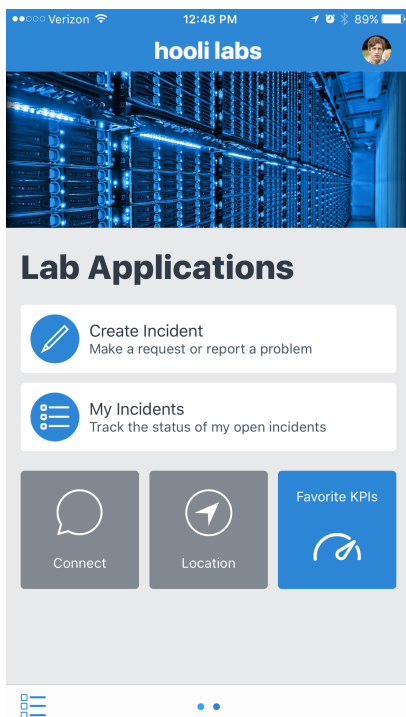 Verizon
12:48 PM
89%
hooli labs
Lab Applications
Create Incident
Make a request or report a problem
My Incidents
Track the status of my open incidents
Connect
Location
Favorite KPIs